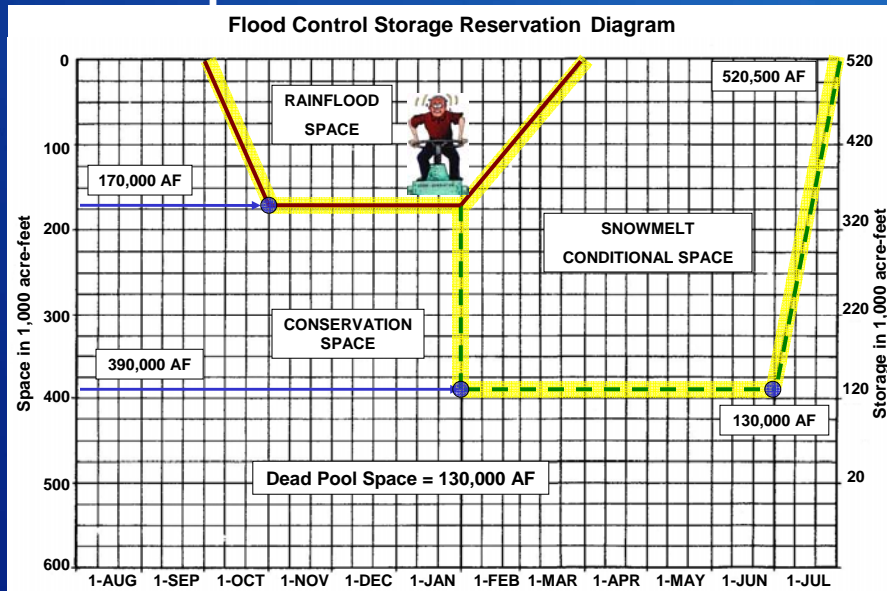 Flood Control Storage Reservation Diagram
0
100
200
300
400
500
600
Space in 1,000 acre-feet
520
420
320
220
120
20
Storage in 1,000 acre-feet
RAINFLOOD
SPACE
520,500 AF
170,000 AF
SNOWMELT
CONDITIONAL SPACE
CONSERVATION
SPACE
390,000 AF
130,000 AF
Dead Pool Space = 130,000 AF
1-AUG 1-SEP 1-OCT 1-NOV 1-DEC 1-JAN 1-FEB 1-MAR 1-APR 1-MAY 1-JUN 1-JUL